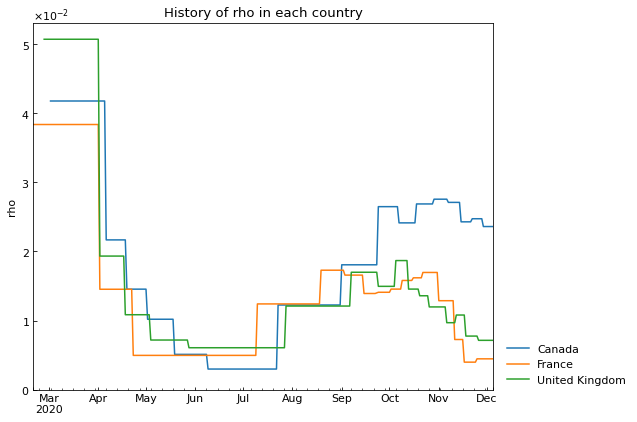 History of rho in each country
×10⁻²
5
4
3
2
1
0
rho
Mar Apr May Jun Jul Aug Sep Oct Nov Dec
2020
Canada
France
United Kingdom